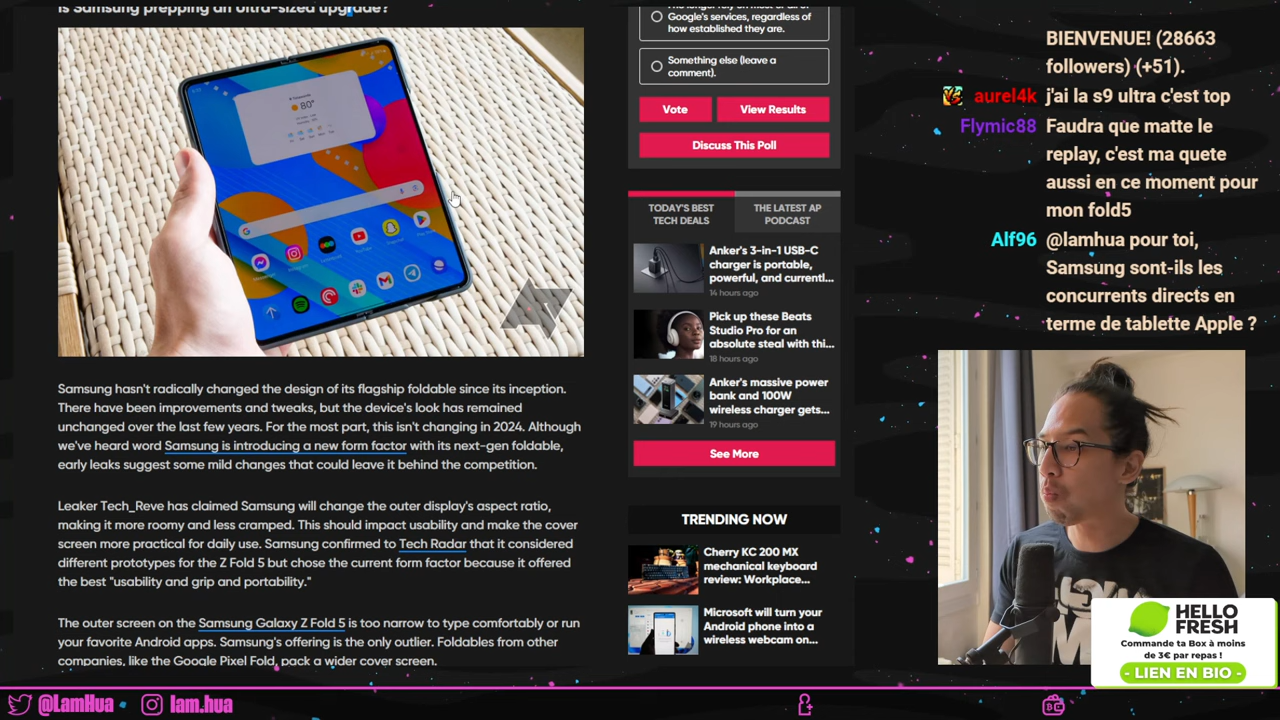 Is Samsung prepping an ultra-sized upgrade?
80°
Samsung hasn't radically changed the design of its flagship foldable since its inception.
There have been improvements and tweaks, but the device's look has remained
unchanged over the last few years. For the most part, this isn't changing in 2024. Although
we've heard word Samsung is introducing a new form factor with its next-gen foldable,
early leaks suggest some mild changes that could leave it behind the competition.
Leaker Tech_Reve has claimed Samsung will change the outer display's aspect ratio,
making it more roomy and less cramped. This should impact usability and make the cover
screen more practical for daily use. Samsung confirmed to Tech Radar that it considered
different prototypes for the Z Fold 5 but chose the current form factor because it offered
the best "usability and grip and portability."
The outer screen on the Samsung Galaxy Z Fold 5 is too narrow to type comfortably or run
your favorite Android apps. Samsung's offering is the only outlier. Foldables from other
companies, like the Google Pixel Fold, pack a wider cover screen.
Google's services, regardless of
how established they are.
Something else (leave a
comment).
Vote
View Results
Discuss This Poll
TODAY'S BEST
TECH DEALS
THE LATEST AP
PODCAST
Anker's 3-in-1 USB-C
charger is portable,
powerful, and currentl...
14 hours ago
Pick up these Beats
Studio Pro for an
absolute steal with thi...
18 hours ago
Anker's massive power
bank and 100W
wireless charger gets...
19 hours ago
See More
TRENDING NOW
Cherry KC 200 MX
mechanical keyboard
review: Workplace...
Microsoft will turn your
Android phone into a
wireless webcam on...
BIENVENUE! (28663
followers) (+51).
aurel4k j'ai la s9 ultra c'est top
Flymic88 Faudra que matte le
replay, c'est ma quete
aussi en ce moment pour
mon fold5
Alf96 @lamhua pour toi,
Samsung sont-ils les
concurrents directs en
terme de tablette Apple ?
HELLO
FRESH
Commande ta Box à moins
de 3€ par repas !
- LIEN EN BIO -
@LamHua
lam.hua